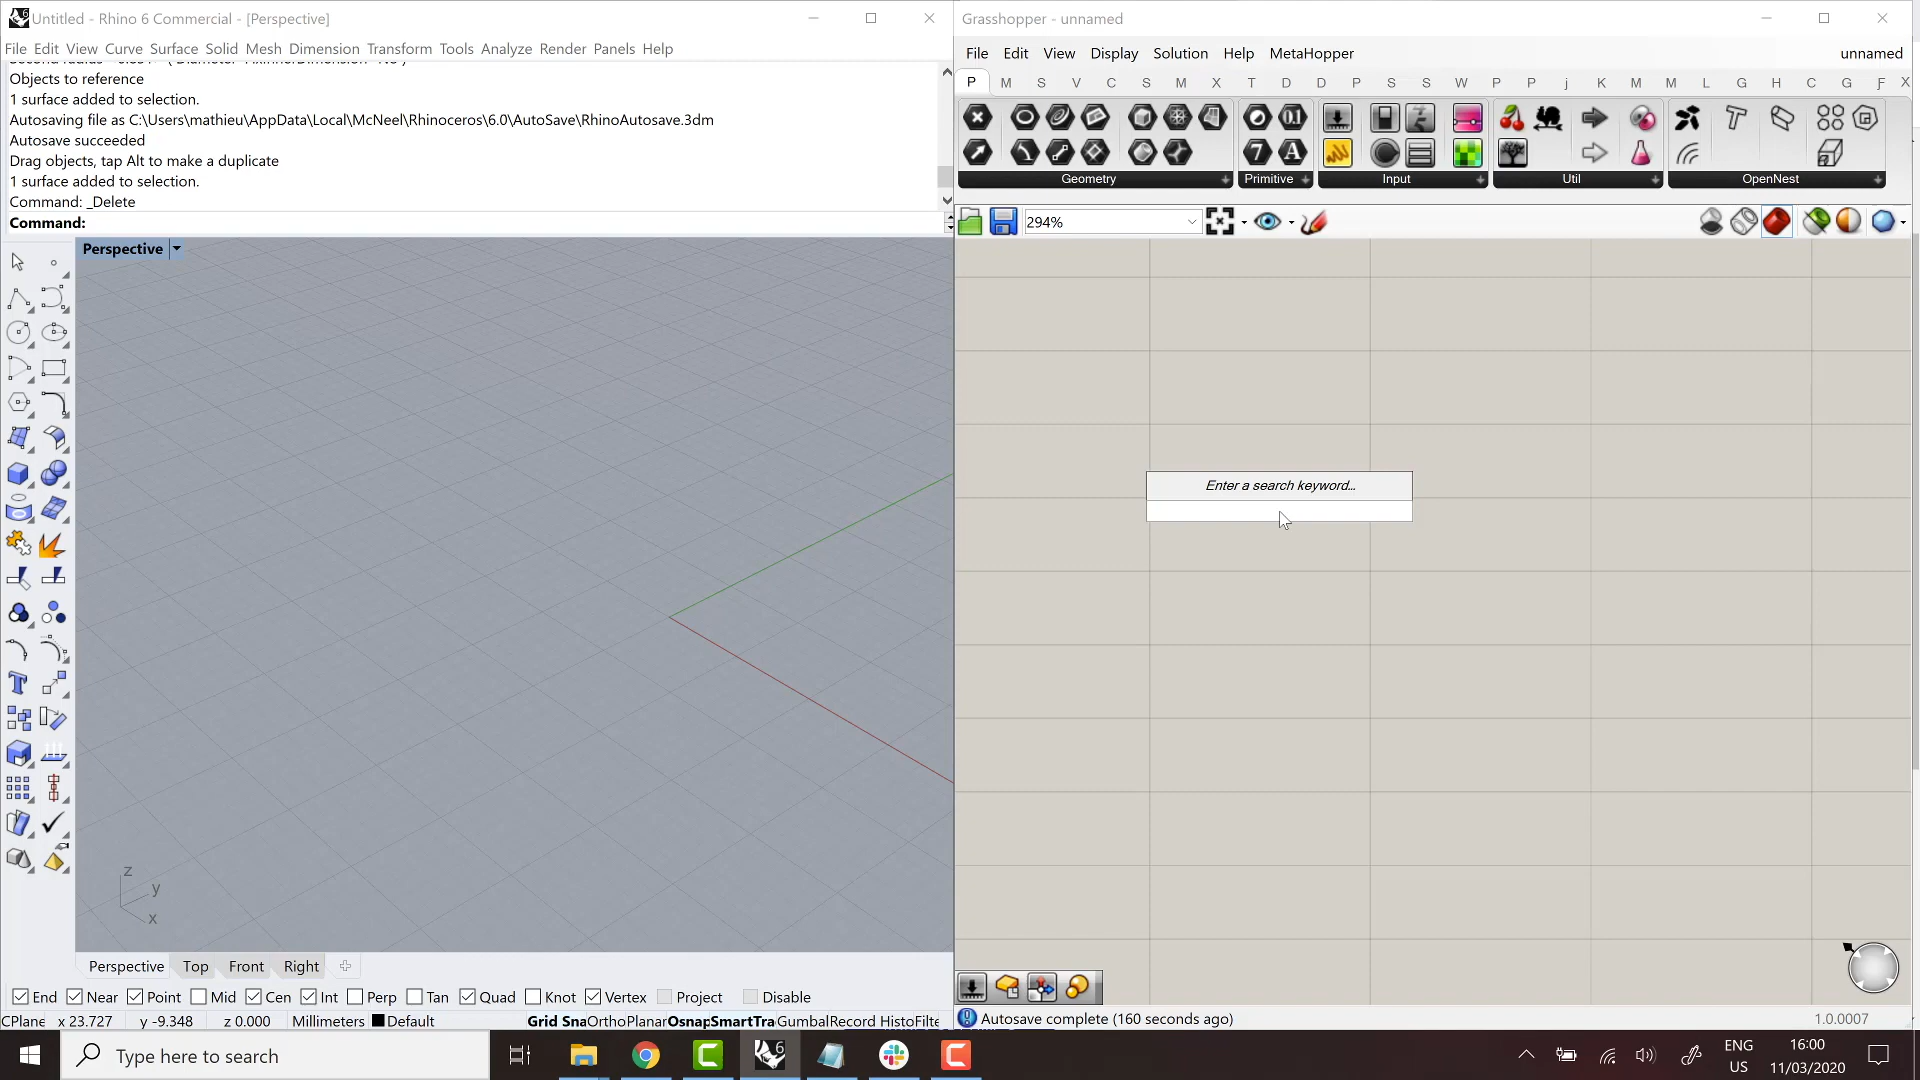 Untitled - Rhino 6 Commercial - [Perspective]
File Edit View Curve Surface Solid Mesh Dimension Transform Tools Analyze Render Panels Help
Objects to reference
1 surface added to selection.
Autosaving file as C:\Users\mathieu\AppData\Local\McNeel\Rhinoceros\6.0\AutoSave\RhinoAutosave.3dm
Autosave succeeded
Drag objects, tap Alt to make a duplicate
1 surface added to selection.
Command: _Delete
Command:
Perspective
z
y
x
Perspective Top Front Right
End Near Point Mid Cen Int Perp Tan Quad Knot Vertex Project Disable
CPlane x 23.727 y -9.348 z 0.000 Millimeters Default Grid Sna OrthoPlanar OsnapSmartTra GumbalRecord HistoFilte
Grasshopper - unnamed
File Edit View Display Solution Help MetaHopper unnamed
P M S V C S M X T D D P S S W P P j K M M L G H C G F X
Geometry Primitive Input Util OpenNest
294%
Enter a search keyword...
Autosave complete (160 seconds ago) 1.0.0007
Type here to search
ENG
US
16:00
11/03/2020